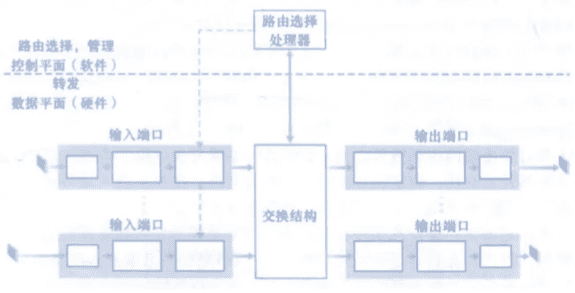 路由选择
处理器
路由选择，管理
控制平面（软件）
转发
数据平面（硬件）
输入端口
输出端口
交换结构
输入端口
输出端口